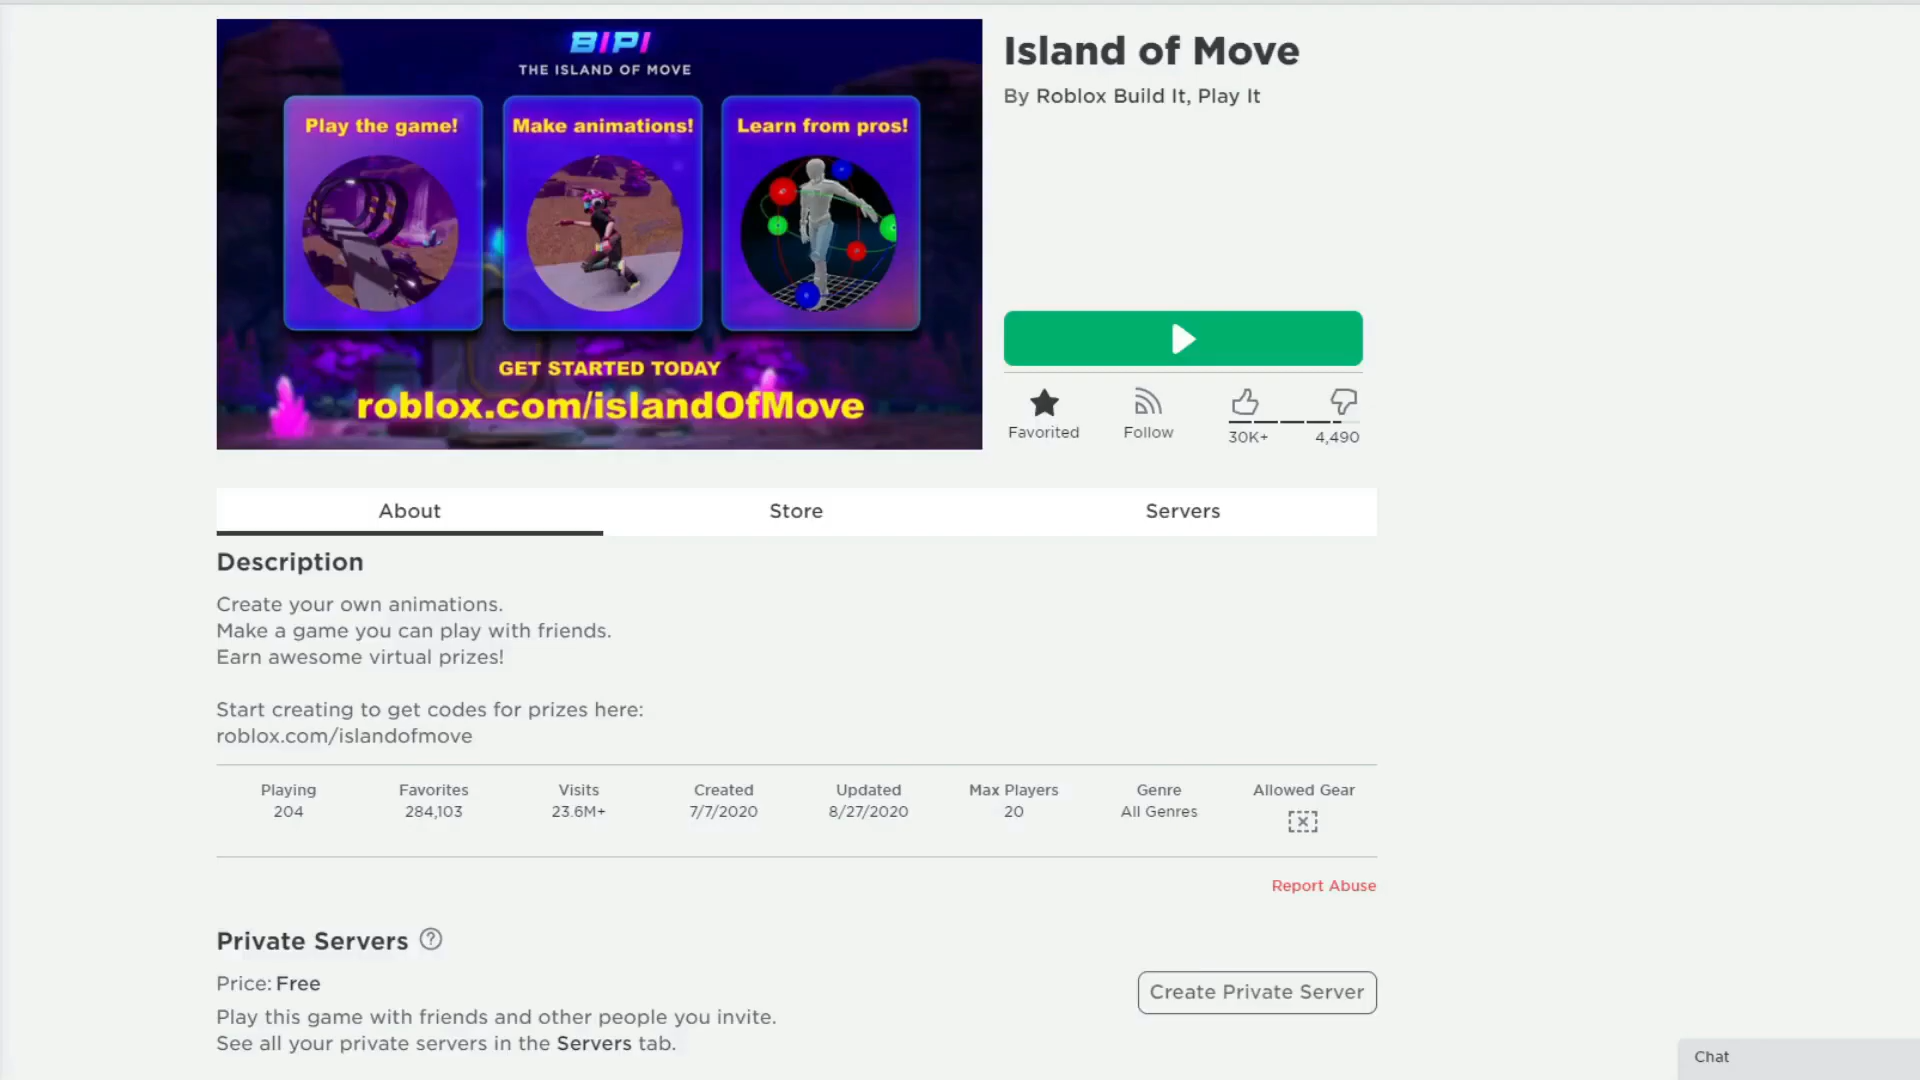 BIPI
THE ISLAND OF MOVE
Play the game!
Make animations!
Learn from pros!
GET STARTED TODAY
roblox.com/islandOfMove
Island of Move
By Roblox Build It, Play It
Favorited
Follow
30K+
4,490
About
Store
Servers
Description
Create your own animations.
Make a game you can play with friends.
Earn awesome virtual prizes!
Start creating to get codes for prizes here:
roblox.com/islandofmove
Playing Favorites Visits Created Updated Max Players Genre Allowed Gear
204 284,103 23.6M+ 7/7/2020 8/27/2020 20 All Genres
Report Abuse
Private Servers
Price: Free
Create Private Server
Play this game with friends and other people you invite.
See all your private servers in the Servers tab.
Chat